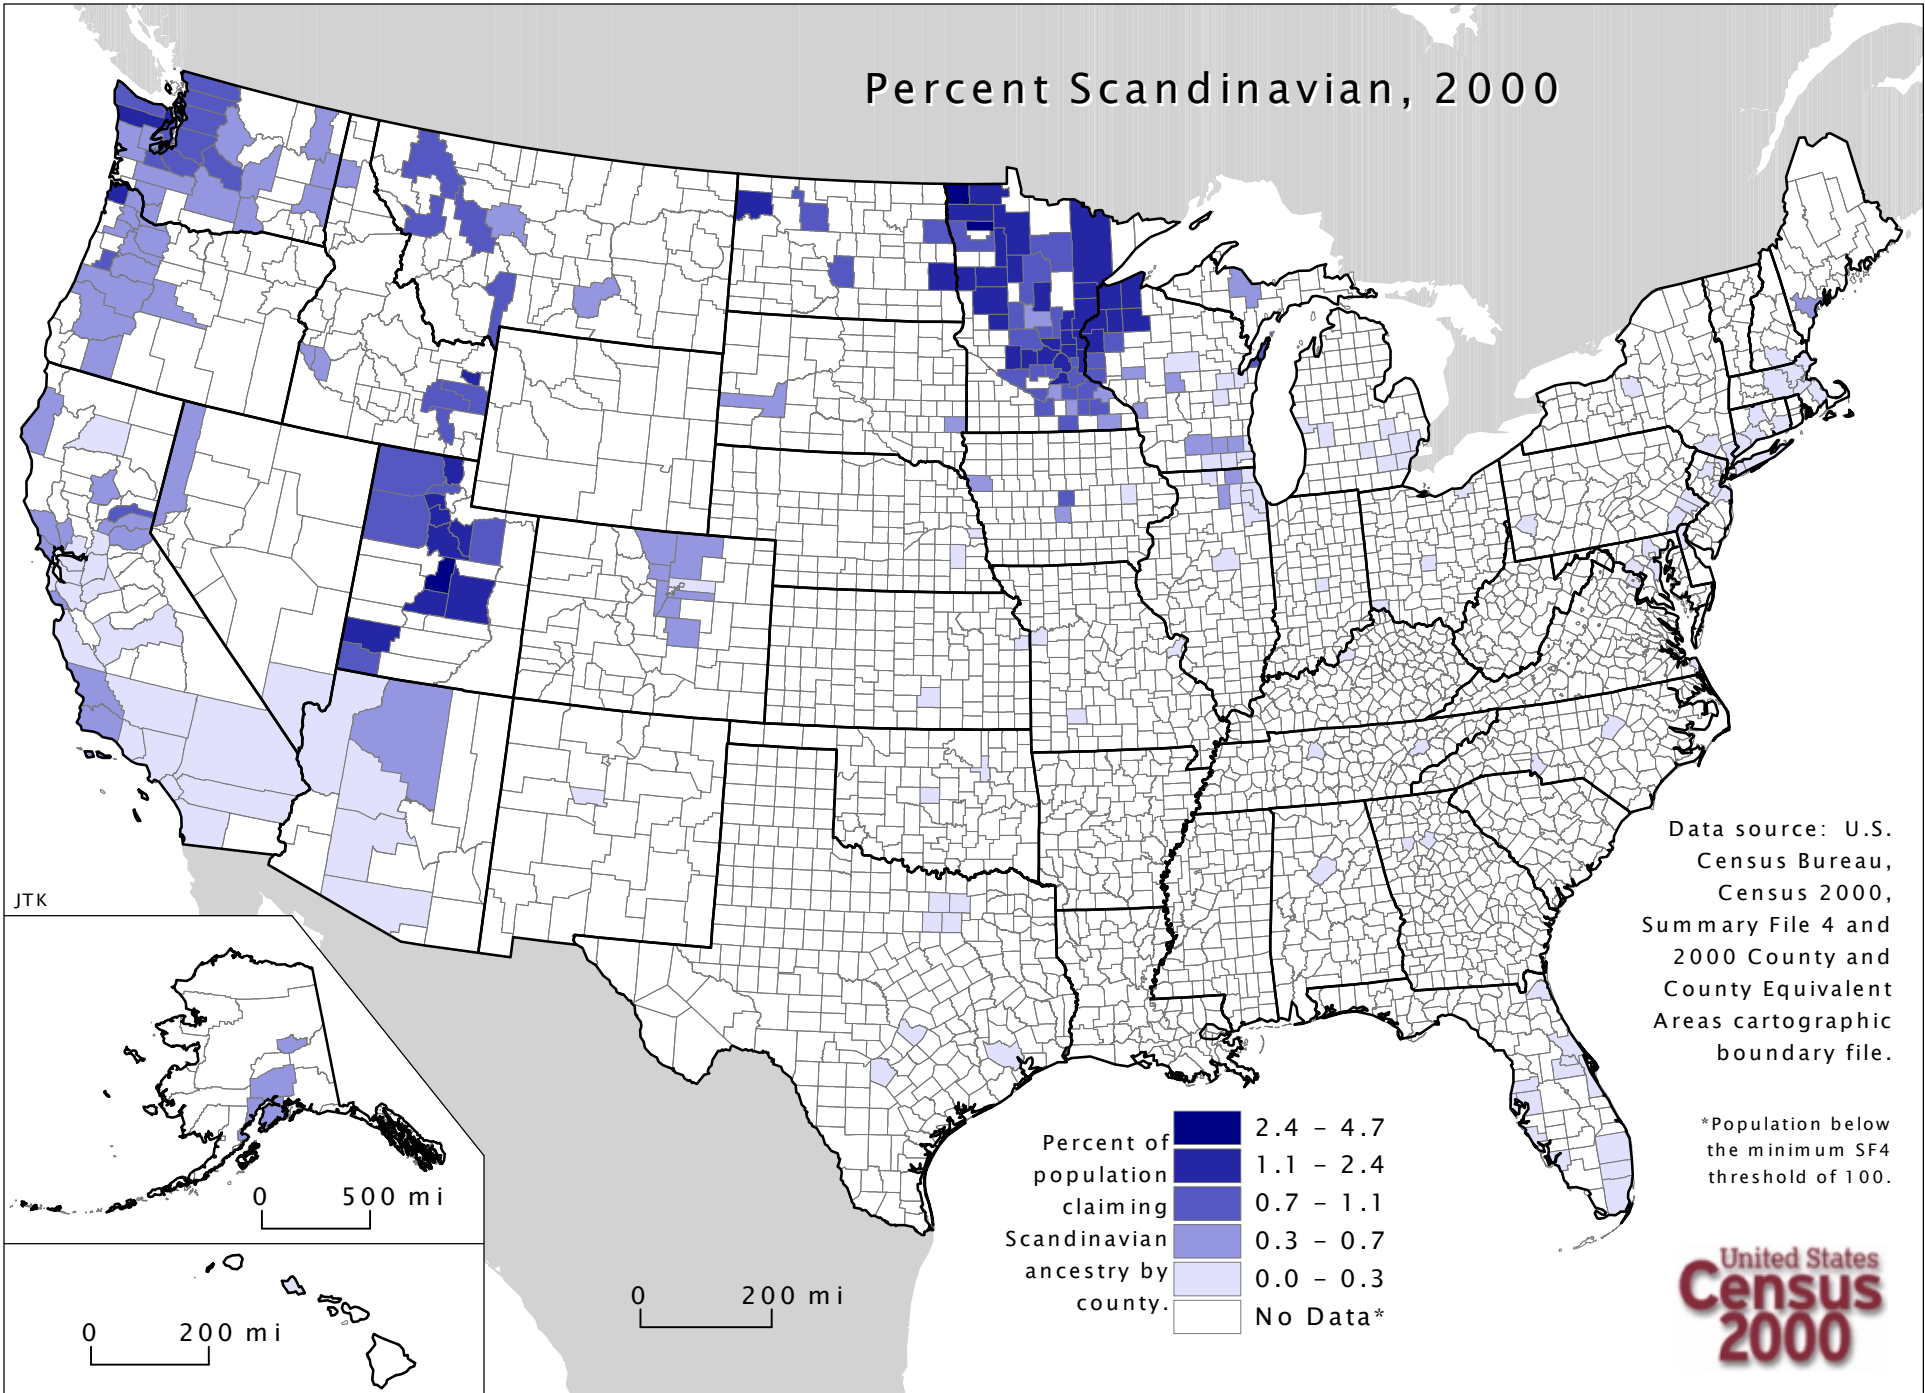 Percent Scandinavian, 2000
Data source: U.S.
Census Bureau,
Census 2000,
Summary File 4 and
2000 County and
County Equivalent
Areas cartographic
boundary file.
*Population below
the minimum SF4
threshold of 100.
JTK
0 500 mi
0 200 mi
0 200 mi
Percent of
population
claiming
Scandinavian
ancestry by
county.
2.4 – 4.7
1.1 – 2.4
0.7 – 1.1
0.3 – 0.7
0.0 – 0.3
No Data*
United States
Census
2000